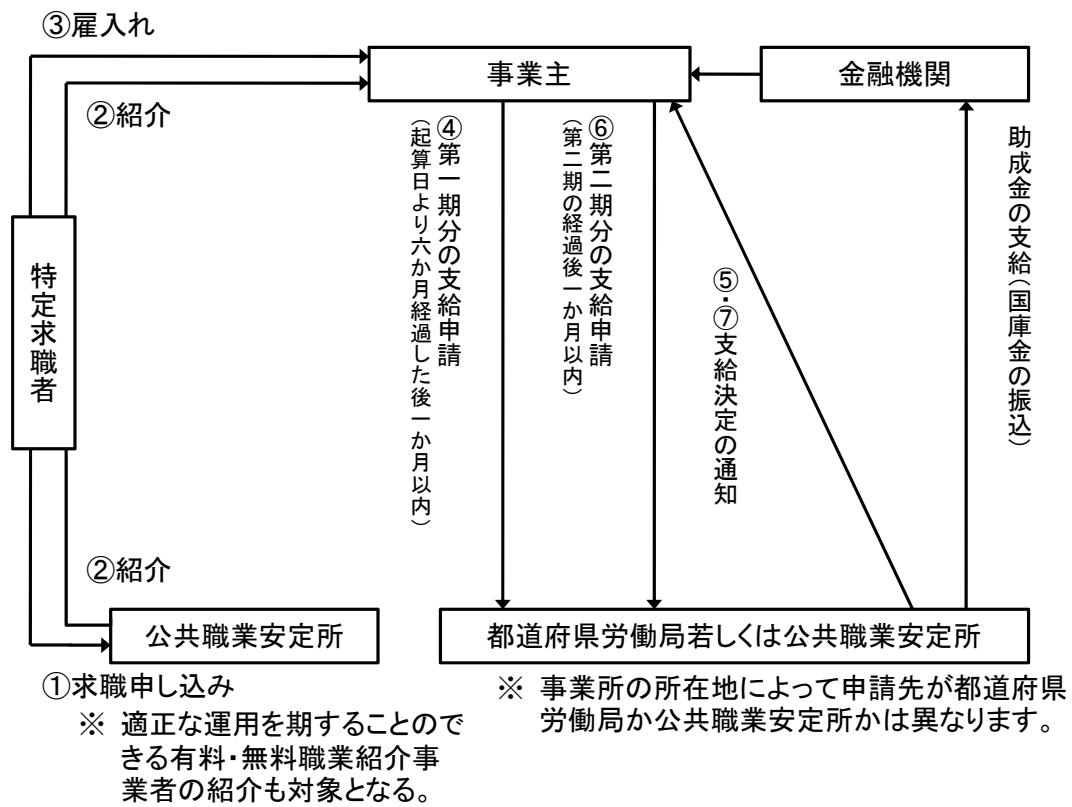 ③雇入れ
事業主
金融機関
②紹介
④第一期分の支給申請
（起算日より六か月経過した後一か月以内）
⑥第二期分の支給申請
（第二期の経過後一か月以内）
⑤・⑦支給決定の通知
助成金の支給（国庫金の振込）
特定求職者
②紹介
公共職業安定所
都道府県労働局若しくは公共職業安定所
①求職申し込み
※ 適正な運用を期することので
きる有料・無料職業紹介事
業者の紹介も対象となる。
※ 事業所の所在地によって申請先が都道府県
労働局か公共職業安定所かは異なります。